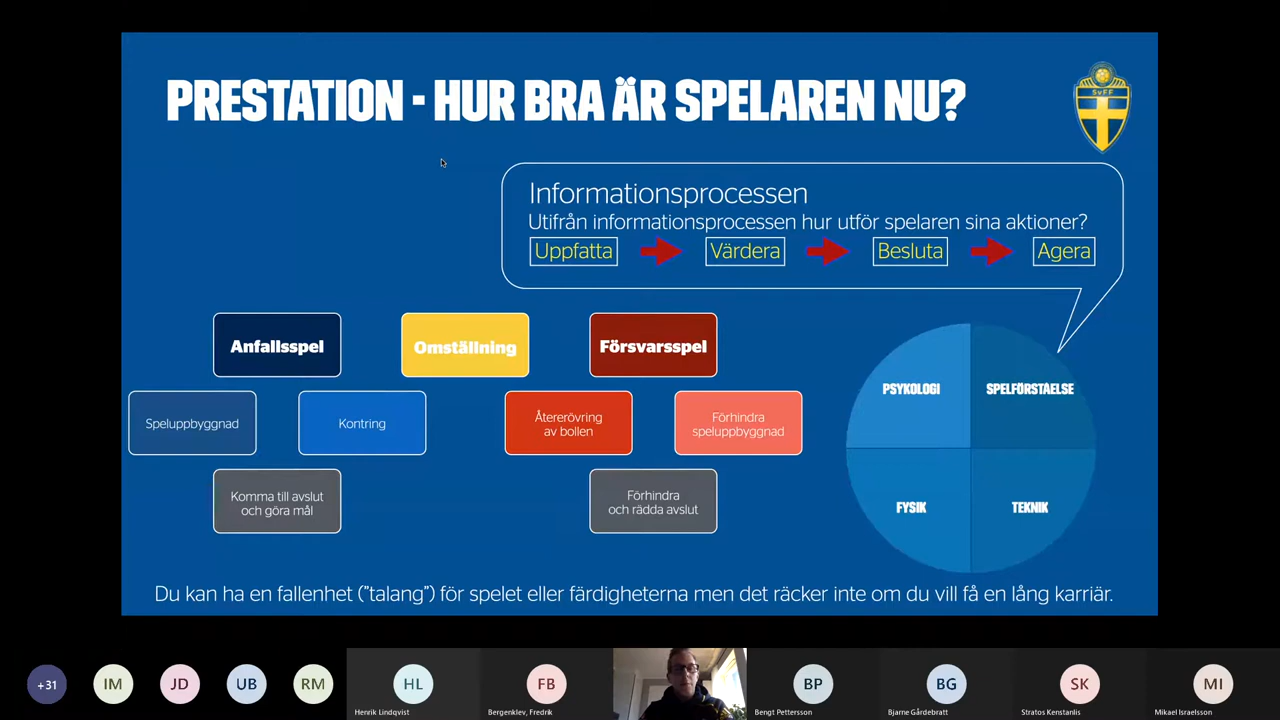 PRESTATION - HUR BRA ÄR SPELAREN NU?
SvFF
Informationsprocessen
Utifrån informationsprocessen hur utför spelaren sina aktioner?
Uppfatta
Värdera
Besluta
Agera
Anfallsspel
Omställning
Försvarsspel
Speluppbyggnad
Kontring
Återerövring
av bollen
Förhindra
speluppbyggnad
Komma till avslut
och göra mål
Förhindra
och rädda avslut
PSYKOLOGI
SPELFÖRSTÅELSE
FYSIK
TEKNIK
Du kan ha en fallenhet ("talang") för spelet eller färdigheterna men det räcker inte om du vill få en lång karriär.
+31
IM
JD
UB
RM
HL
Henrik Lindqvist
FB
Bergenklev, Fredrik
BP
Bengt Pettersson
BG
Bjarne Gårdebratt
SK
Stratos Kenstanlis
MI
Mikael Israelsson